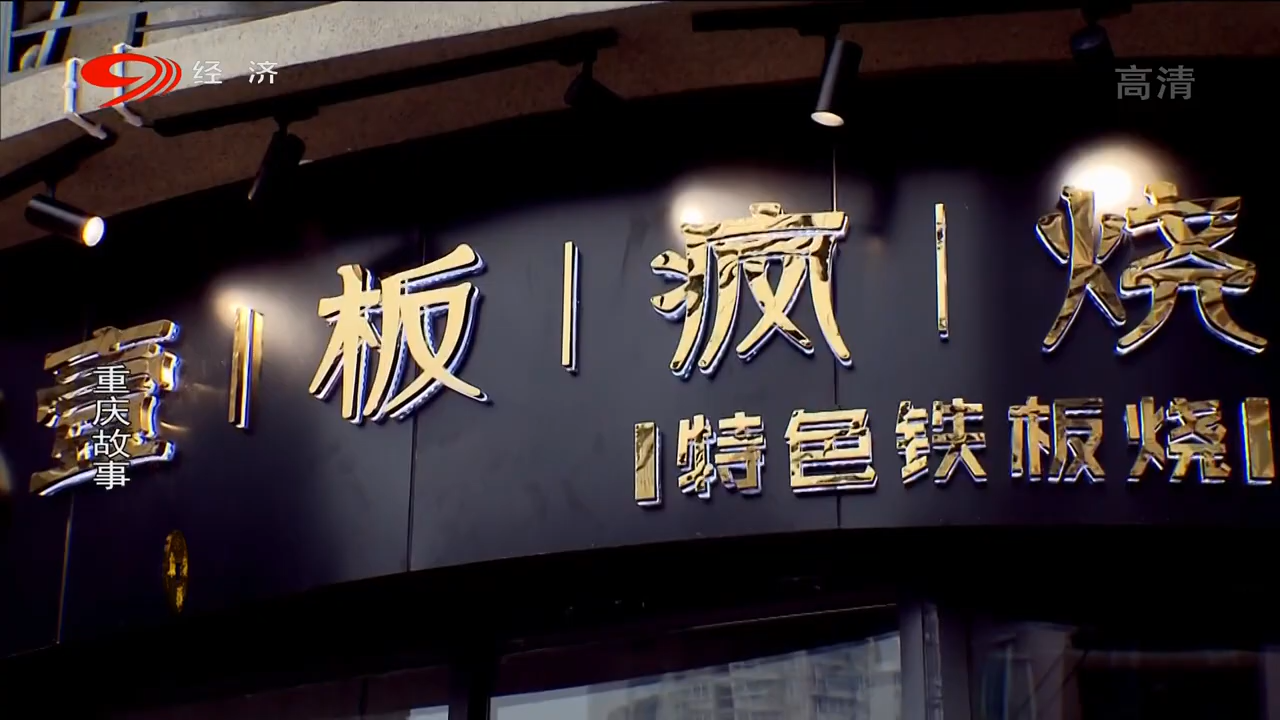 经济
高清
板 | 疯 | 烧
重庆故事
特色铁板烧